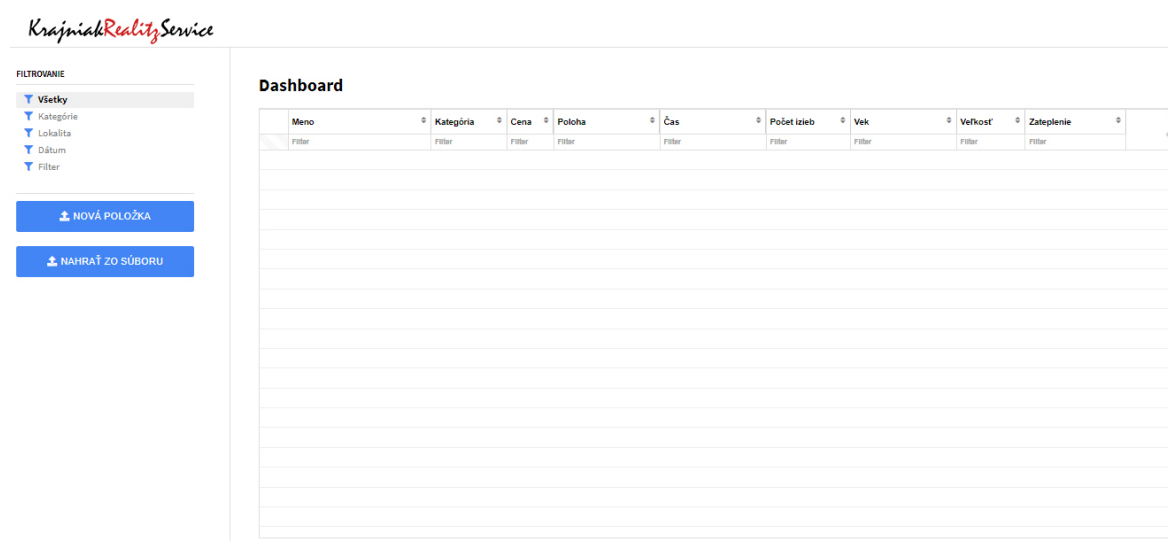 KrajniakRealitzService
FILTROVANIE
Všetky
Kategórie
Lokalita
Dátum
Filter
NOVÁ POLOŽKA
NAHRAŤ ZO SÚBORU
Dashboard
Meno Kategória Cena Poloha Čas Počet izieb Vek Veľkosť Zateplenie
Filter Filter Filter Filter Filter Filter Filter Filter Filter